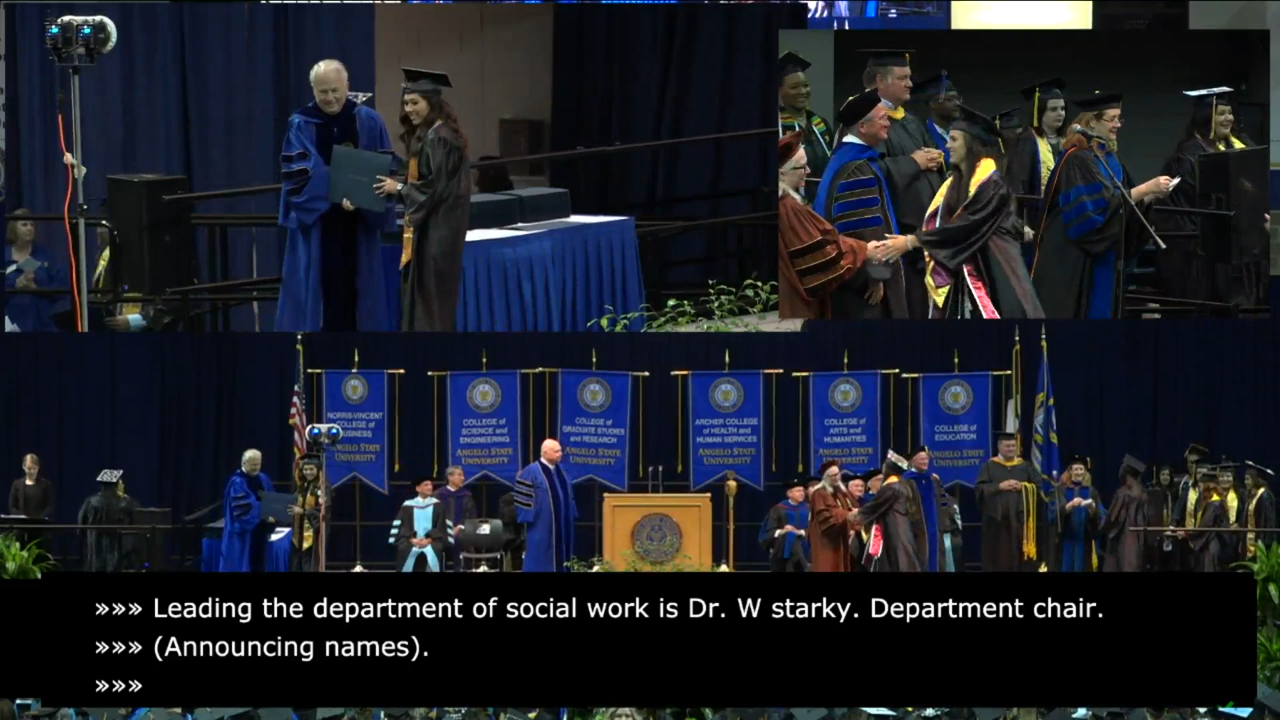 NORRIS-VINCENT
COLLEGE of
BUSINESS
ANGELO STATE
UNIVERSITY
COLLEGE of
SCIENCE and
ENGINEERING
ANGELO STATE
UNIVERSITY
COLLEGE of
GRADUATE STUDIES
and RESEARCH
ANGELO STATE
UNIVERSITY
ARCHER COLLEGE
of HEALTH and
HUMAN SERVICES
ANGELO STATE
UNIVERSITY
COLLEGE of
ARTS and
HUMANITIES
ANGELO STATE
UNIVERSITY
COLLEGE of
EDUCATION
ANGELO STATE
UNIVERSITY
»»» Leading the department of social work is Dr. W starky. Department chair.
»»» (Announcing names).
»»»